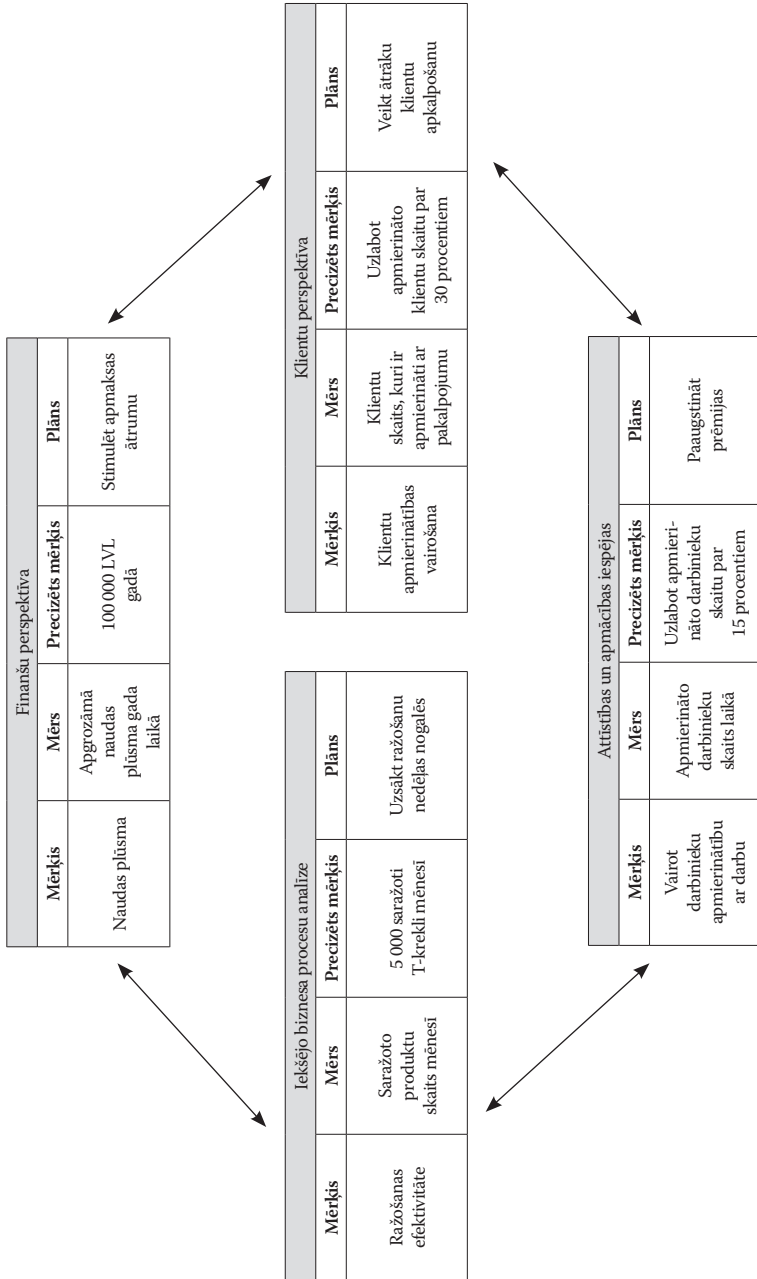 Finanšu perspektīva
Mērķis
Mērs
Precizēts mērķis
Plāns
Naudas plūsma
Apgrozāmā
naudas
plūsma gada
laikā
100 000 LVL
gadā
Stimulēt apmaksas
ātrumu
Iekšējo biznesa procesu analīze
Mērķis
Mērs
Precizēts mērķis
Plāns
Ražošanas
efektivitāte
Saražoto
produktu
skaits mēnesī
5 000 saražoti
T-krekli mēnesī
Uzsākt ražošanu
nedēļas nogalēs
Klientu perspektīva
Mērķis
Mērs
Precizēts mērķis
Plāns
Klientu
apmierinātības
vairošana
Klientu
skaits, kuri ir
apmierināti ar
pakalpojumu
Uzlabot
apmierināto
klientu skaitu par
30 procentiem
Veikt ātrāku
klientu
apkalpošanu
Attīstības un apmācības iespējas
Mērķis
Mērs
Precizēts mērķis
Plāns
Vairot
darbinieku
apmierinātību
ar darbu
Apmierināto
darbinieku
skaits laikā
Uzlabot apmieri-
nāto darbinieku
skaitu par
15 procentiem
Paaugstināt
prēmijas